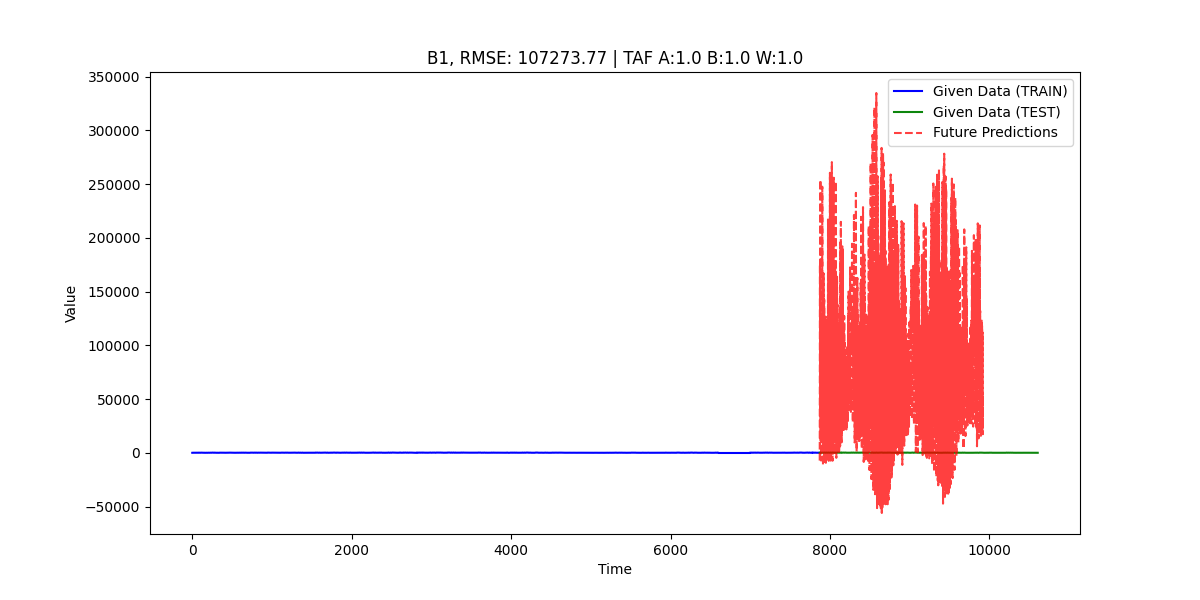 B1, RMSE: 107273.77 | TAF A:1.0 B:1.0 W:1.0
350000
300000
250000
200000
150000
100000
50000
0
−50000
Value
Given Data (TRAIN)
Given Data (TEST)
Future Predictions
0 2000 4000 6000 8000 10000
Time